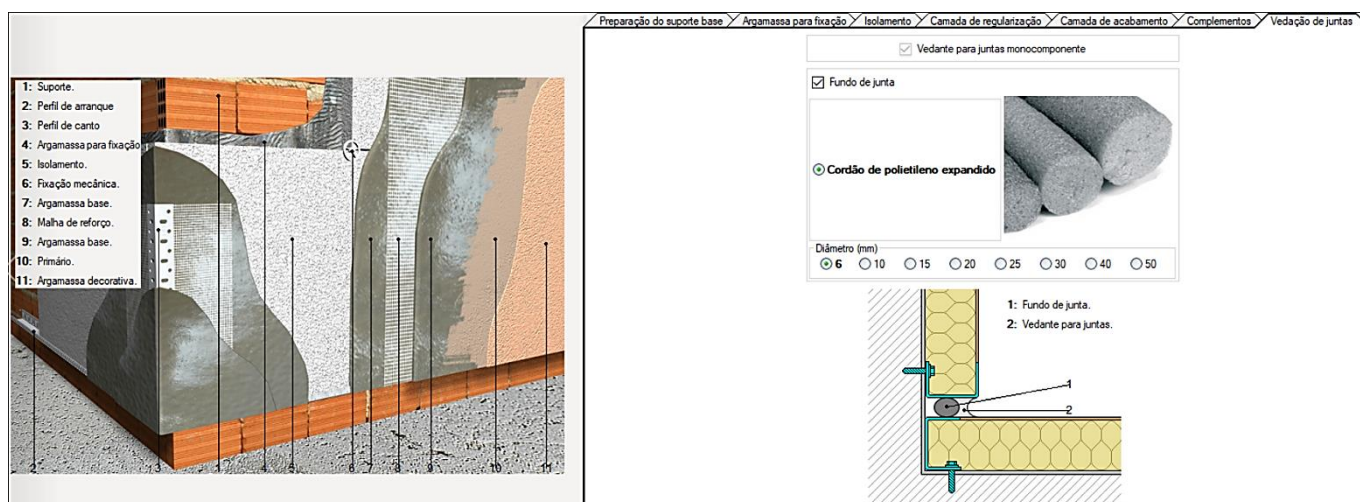 Preparação do suporte base
Argamassa para fixação
Isolamento
Camada de regularização
Camada de acabamento
Complementos
Vedação de juntas
1: Suporte.
2: Perfil de arranque
3: Perfil de canto
4: Argamassa para fixação
5: Isolamento.
6: Fixação mecânica.
7: Argamassa base.
8: Malha de reforço.
9: Argamassa base.
10: Primário.
11: Argamassa decorativa.
2 3 1 4 5 6 7 8 9 10 11
Vedante para juntas monocomponente
Fundo de junta
Cordão de polietileno expandido
Diâmetro (mm)
6 10 15 20 25 30 40 50
1: Fundo de junta.
2: Vedante para juntas.
1
2